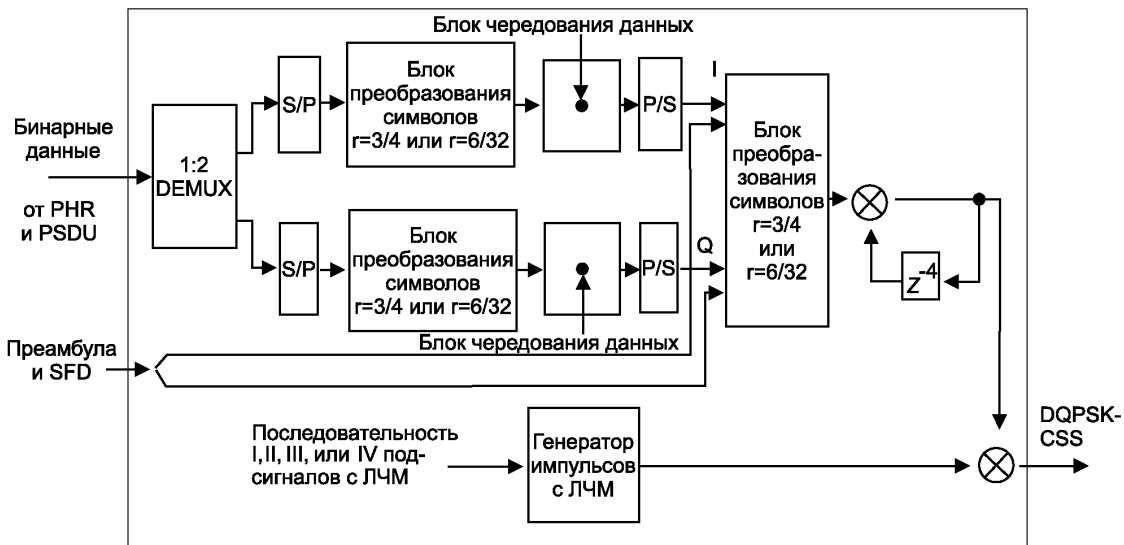 Блок чередования данных
Бинарные
данные
от PHR
и PSDU
1:2
DEMUX
S/P
Блок
преобразования
символов
r=3/4 или r=6/32
P/S
I
S/P
Блок
преобразования
символов
r=3/4 или r=6/32
P/S
Q
Блок
преобра-
зования
символов
r=3/4
или
r=6/32
z-4
Блок чередования данных
Преамбула
и SFD
Последовательность
I, II, III, или IV под-
сигналов с ЛЧМ
Генератор
импульсов
с ЛЧМ
DQPSK-
CSS